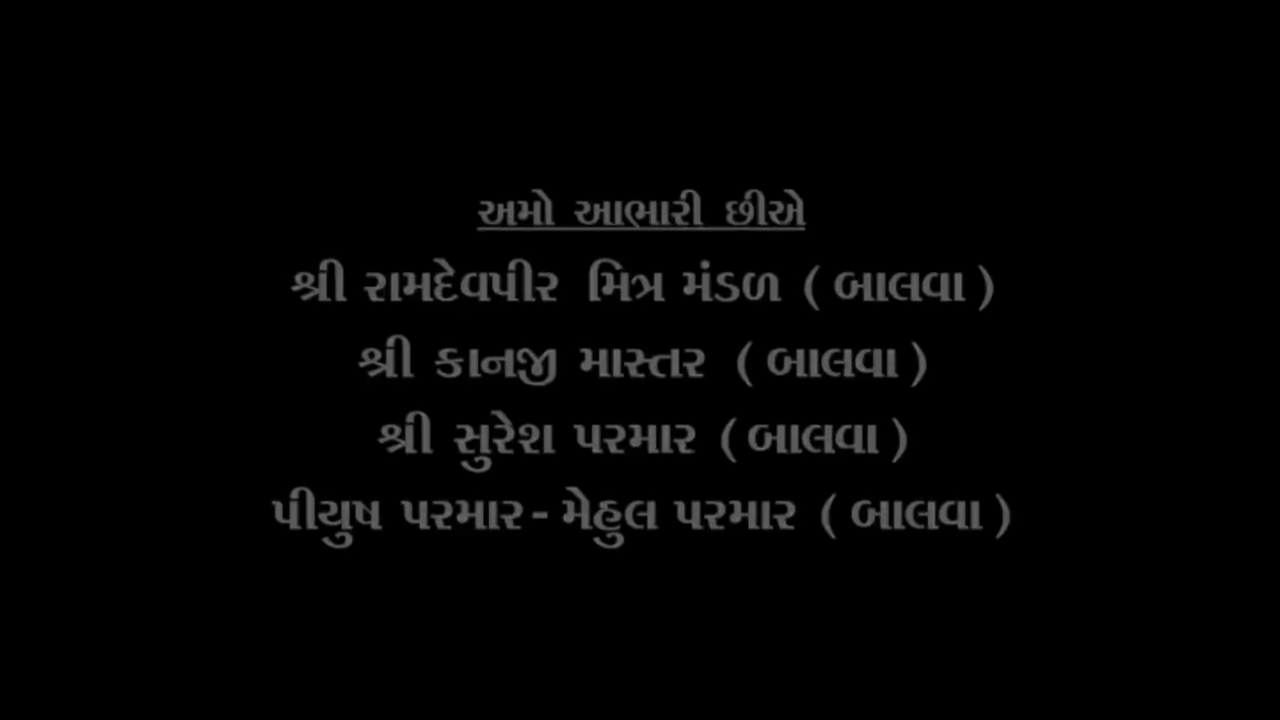 અમો આભારી છીએ
શ્રી રામદેવપીર મિત્ર મંડળ ( બાલવા )
શ્રી કાનજી માસ્તર ( બાલવા )
શ્રી સુરેશ પરમાર ( બાલવા )
પીયુષ પરમાર - મેહુલ પરમાર ( બાલવા )